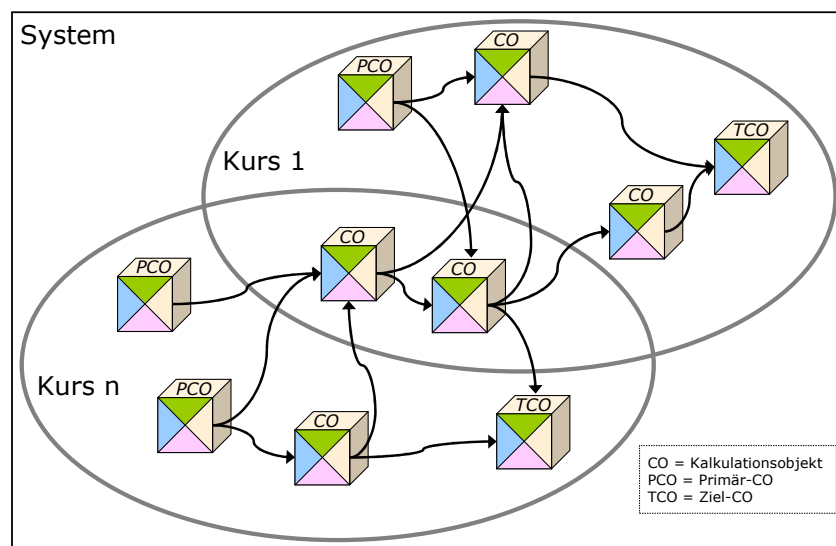 System
CO
PCO
TCO
Kurs 1
CO
CO
PCO
CO
Kurs n
PCO
CO
TCO
CO = Kalkulationsobjekt
PCO = Primär-CO
TCO = Ziel-CO